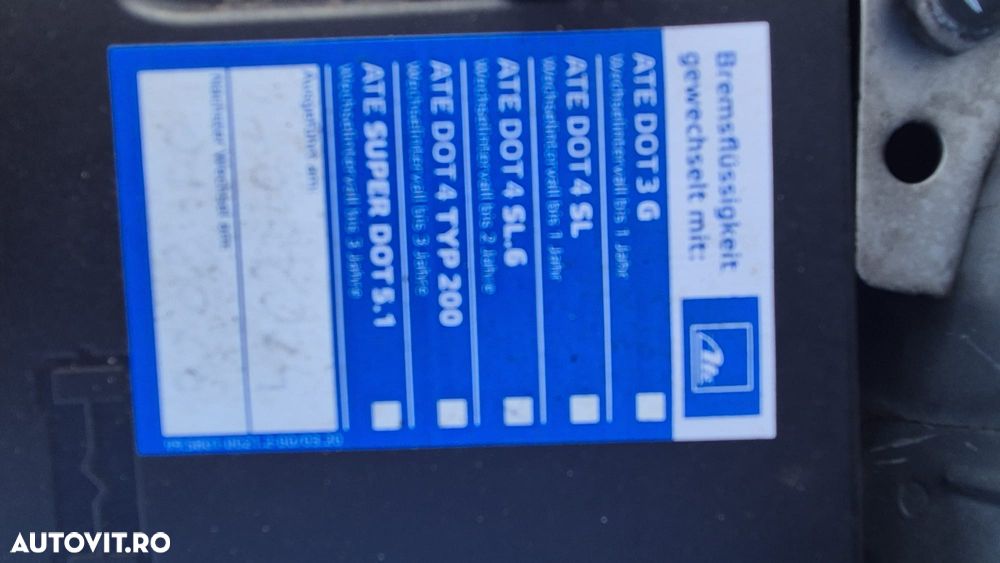 Bremsflüssigkeit
gewechselt mit:
Ate
ATE DOT 3 G
Wechselintervall bis 1 Jahr
ATE DOT 4 SL
Wechselintervall bis 1 Jahr
ATE DOT 4 SL.6
Wechselintervall bis 2 Jahre
ATE DOT 4 TYP 200
Wechselintervall bis 3 Jahre
ATE SUPER DOT 5.1
Wechselintervall bis 3 Jahre
Ausgeführt am:
Nächster Wechsel am:
AUTOVIT.RO